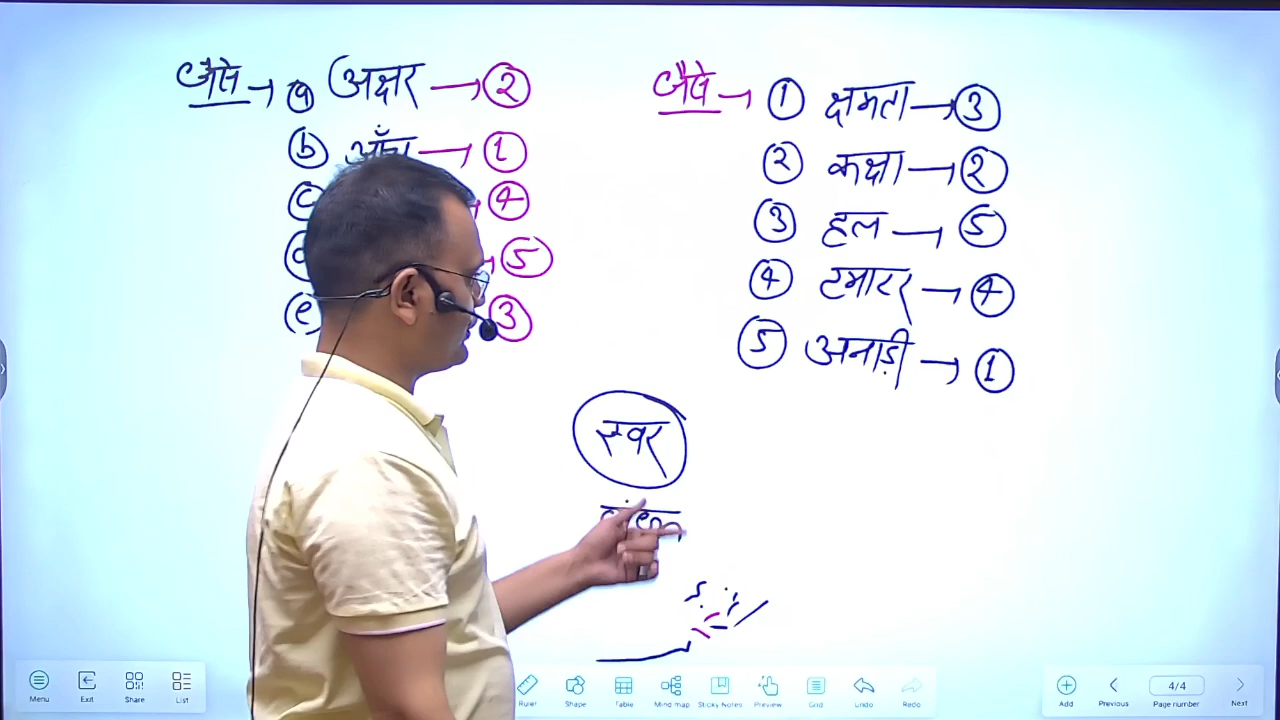 जैसे → a अक्षर → 2
b → 1
c → 4
d → 5
e → 3
जैसे → 1 क्षमता → 3
2 कक्षा → 2
3 हल → 5
4 टमाटर → 4
5 अनाड़ी → 1
स्वर
Menu Exit Share List
Ruler Shape Table Mind map Sticky Notes Preview Grid Undo Redo
4/4
Add Previous Page number Next